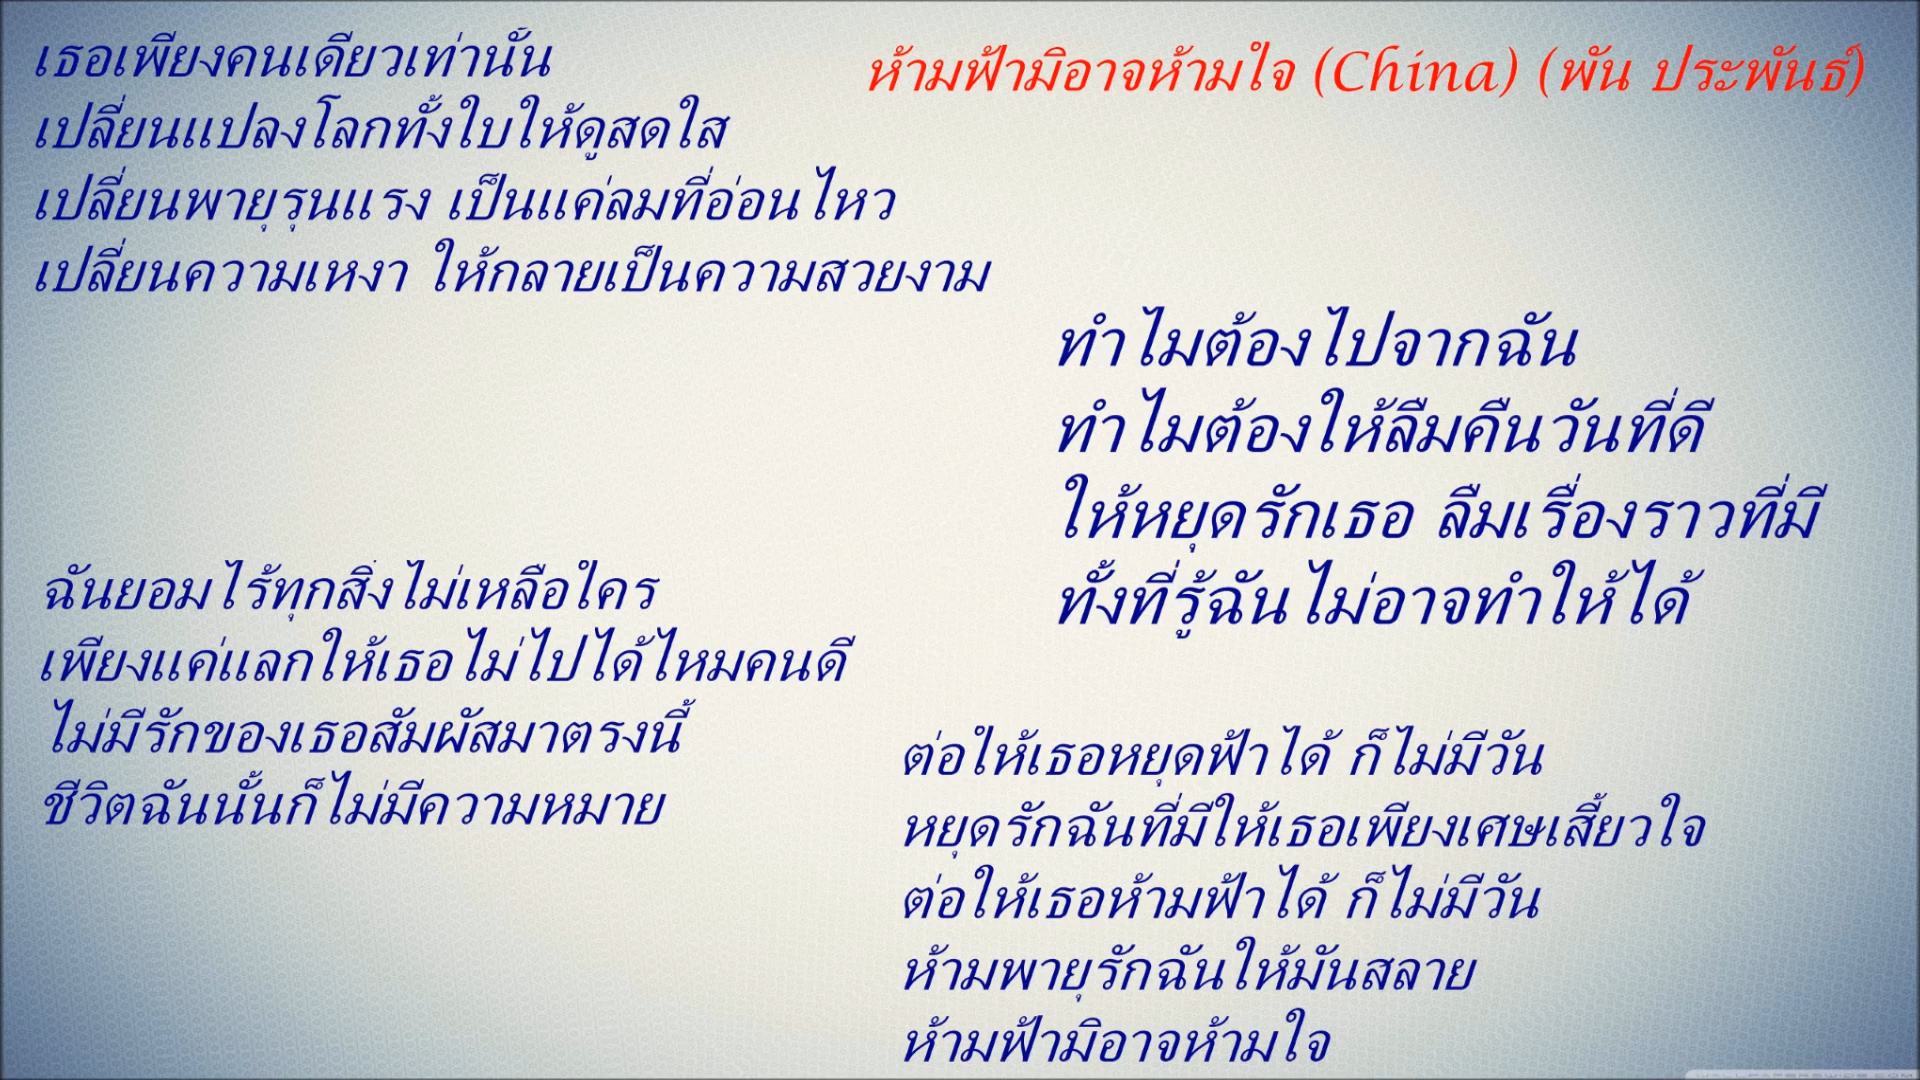 ห้ามฟ้ามิอาจห้ามใจ (China) (พัน ประพันธ์)
เธอเพียงคนเดียวเท่านั้น
เปลี่ยนแปลงโลกทั้งใบให้ดูสดใส
เปลี่ยนพายุรุนแรง เป็นแค่ลมที่อ่อนไหว
เปลี่ยนความเหงา ให้กลายเป็นความสวยงาม
ทำไมต้องไปจากฉัน
ทำไมต้องให้ลืมคืนวันที่ดี
ให้หยุดรักเธอ ลืมเรื่องราวที่มี
ทั้งที่รู้ฉันไม่อาจทำให้ได้
ฉันยอมไร้ทุกสิ่งไม่เหลือใคร
เพียงแค่แลกให้เธอไม่ไปได้ไหมคนดี
ไม่มีรักของเธอสัมผัสมาตรงนี้
ชีวิตฉันนั้นก็ไม่มีความหมาย
ต่อให้เธอหยุดฟ้าได้ ก็ไม่มีวัน
หยุดรักฉันที่มีให้เธอเพียงเศษเสี้ยวใจ
ต่อให้เธอห้ามฟ้าได้ ก็ไม่มีวัน
ห้ามพายุรักฉันให้มันสลาย
ห้ามฟ้ามิอาจห้ามใจ